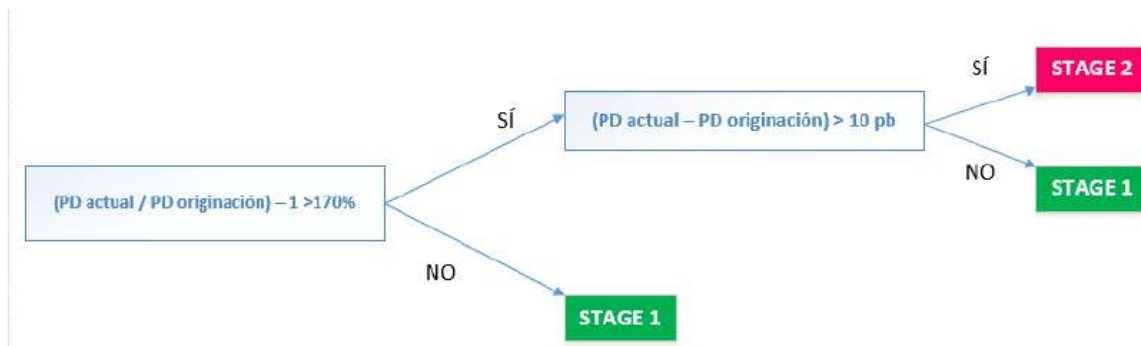 SÍ
STAGE 2
SÍ
(PD actual – PD originación) > 10 pb
NO
STAGE 1
(PD actual / PD originación) – 1 >170%
NO
STAGE 1